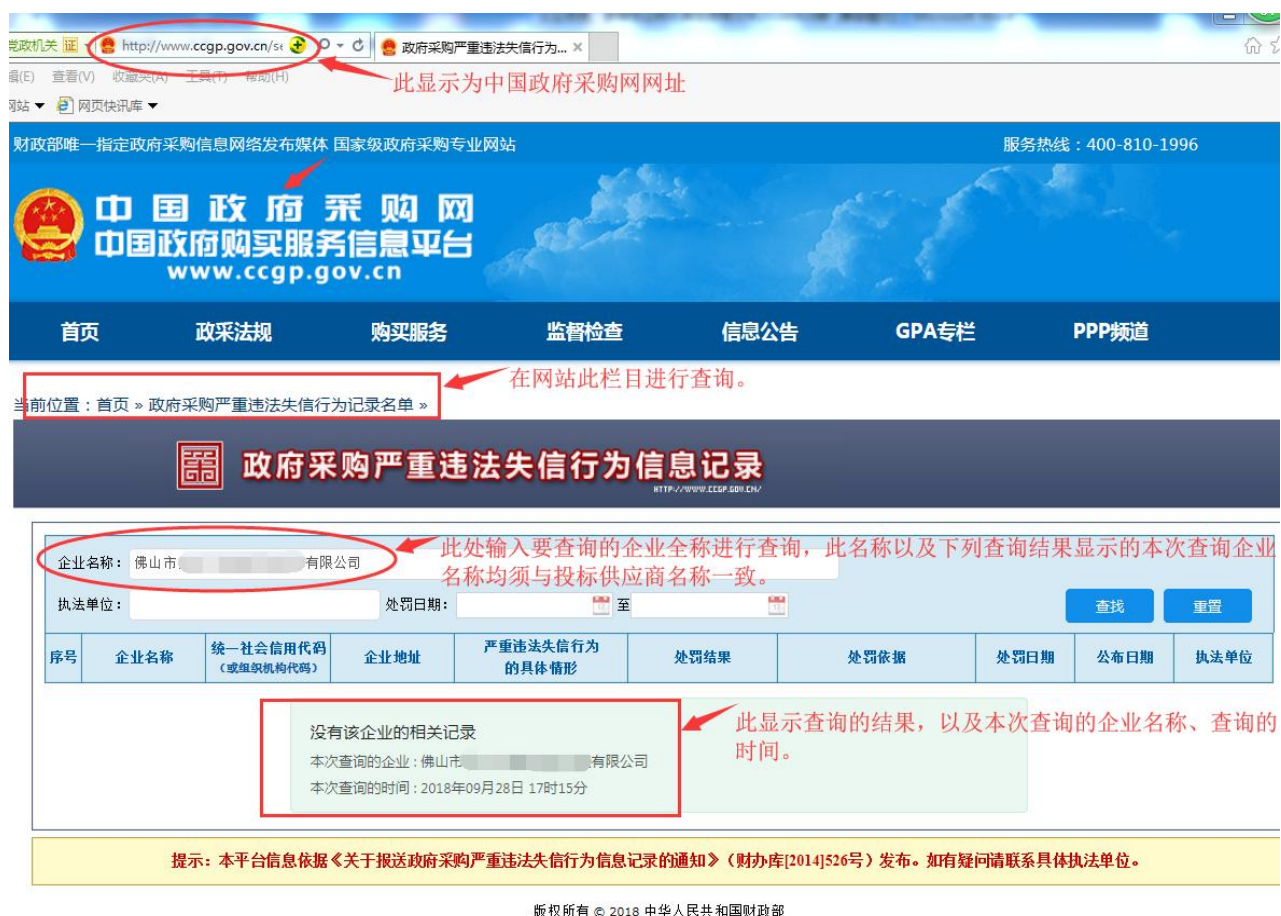 党政机关 证 http://www.ccgp.gov.cn/se 政府采购严重违法失信行为... ×
编(E) 查看(V) 收藏夹(A) 工具(T) 帮助(H)
此显示为中国政府采购网网址
网站 ▼ 网页快讯库 ▼
财政部唯一指定政府采购信息网络发布媒体 国家级政府采购专业网站 服务热线：400-810-1996
中国政府采购网
中国政府购买服务信息平台
www.ccgp.gov.cn
首页 政采法规 购买服务 监督检查 信息公告 GPA专栏 PPP频道
在网站此栏目进行查询。
当前位置：首页 » 政府采购严重违法失信行为记录名单 »
政府采购严重违法失信行为信息记录
HTTP://WWW.CCGP.GOV.CN/
企业名称： 佛山市 有限公司
此处输入要查询的企业全称进行查询，此名称以及下列查询结果显示的本次查询企业
名称均须与投标供应商名称一致。
执法单位： 处罚日期： 至 查找 重置
序号 企业名称 统一社会信用代码（或组织机构代码） 企业地址 严重违法失信行为的具体情形 处罚结果 处罚依据 处罚日期 公布日期 执法单位
没有该企业的相关记录
本次查询的企业：佛山市 有限公司
本次查询的时间：2018年09月28日 17时15分
此显示查询的结果，以及本次查询的企业名称、查询的
时间。
提示：本平台信息依据《关于报送政府采购严重违法失信行为信息记录的通知》（财办库[2014]526号）发布。如有疑问请联系具体执法单位。
版权所有 © 2018 中华人民共和国财政部